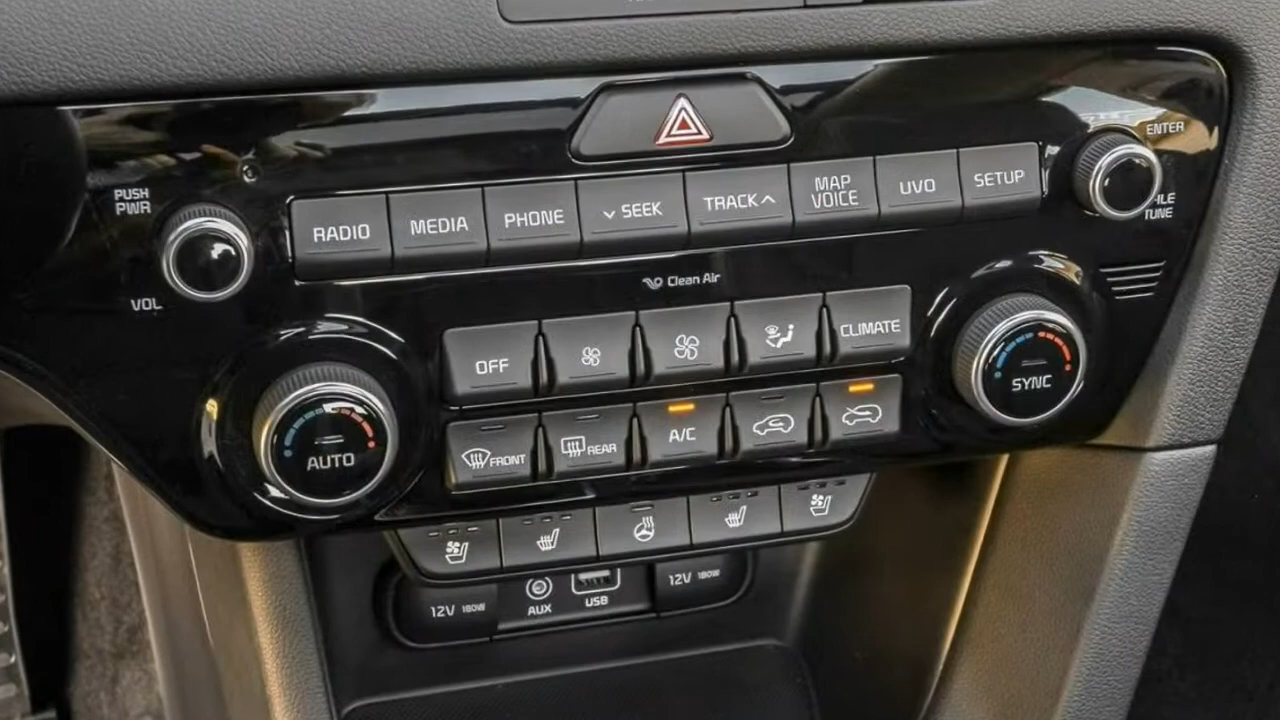 PUSH
PWR
VOL
RADIO
MEDIA
PHONE
SEEK
TRACK
MAP
VOICE
UVO
SETUP
ENTER
TUNE
Clean Air
OFF
CLIMATE
AUTO
SYNC
FRONT
REAR
A/C
12V 180W
AUX
USB
12V 180W